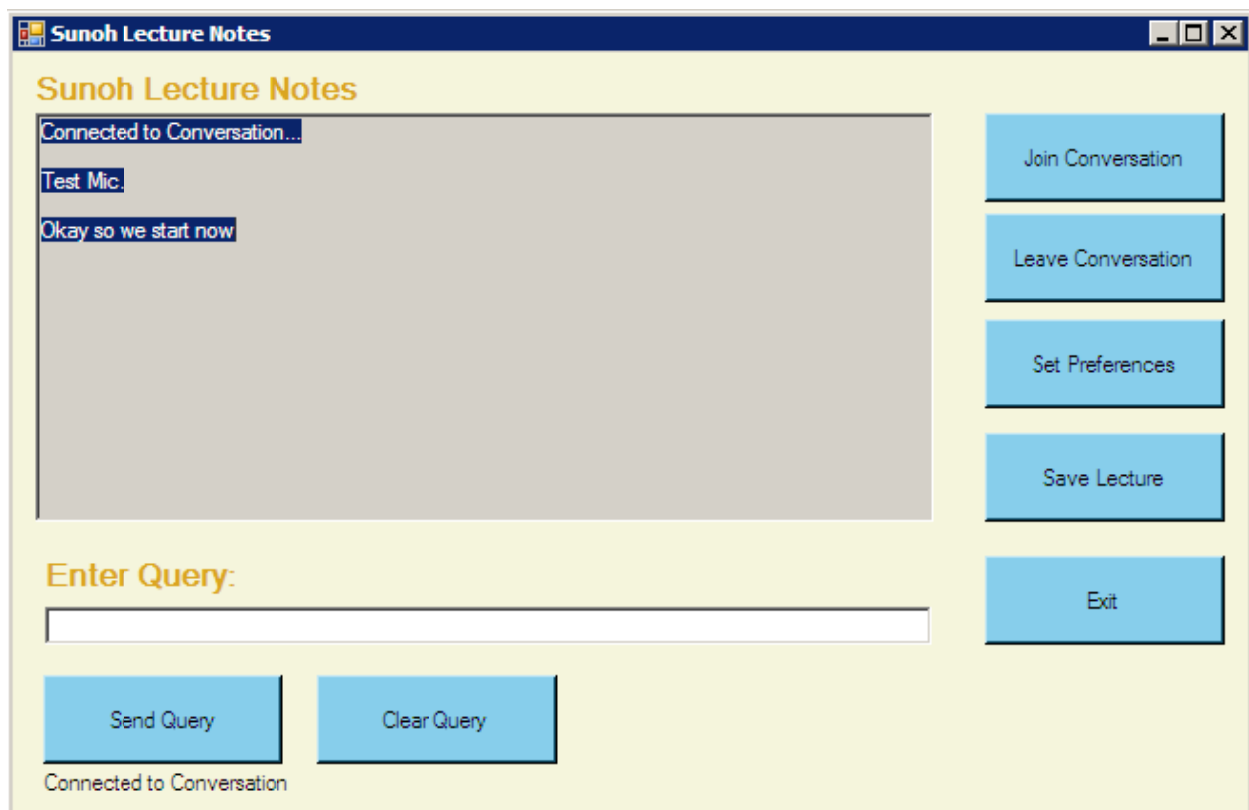 Sunoh Lecture Notes
Sunoh Lecture Notes
Connected to Conversation...
Test Mic.
Okay so we start now
Join Conversation
Leave Conversation
Set Preferences
Save Lecture
Exit
Enter Query:
Send Query
Clear Query
Connected to Conversation